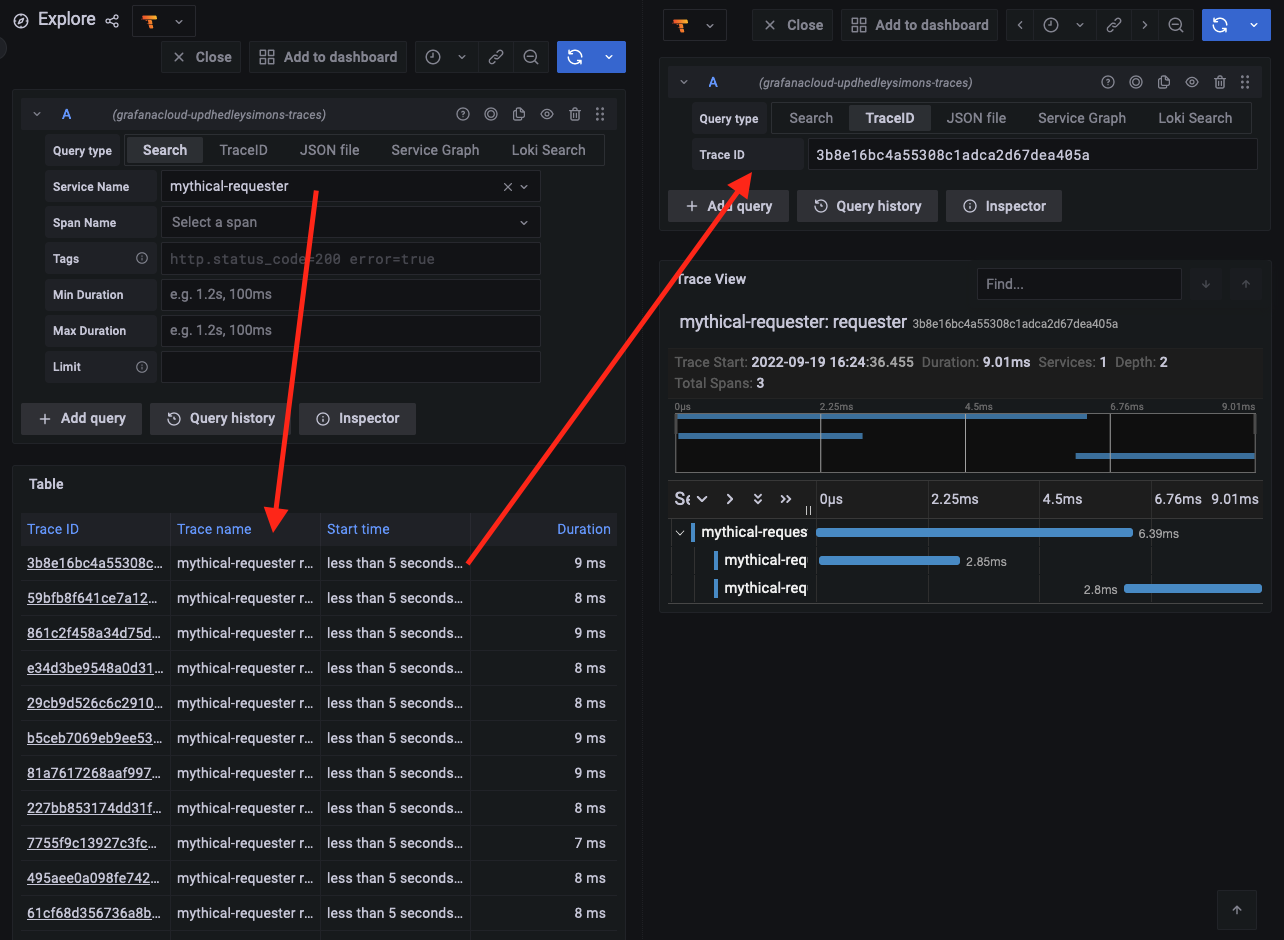 Explore
Close
Add to dashboard
A
(grafanacloud-updhedleysimons-traces)
Query type
Search
TraceID
JSON file
Service Graph
Loki Search
Service Name
mythical-requester
Span Name
Select a span
Tags
http.status_code=200 error=true
Min Duration
e.g. 1.2s, 100ms
Max Duration
e.g. 1.2s, 100ms
Limit
Add query
Query history
Inspector
Table
Trace ID Trace name Start time Duration
3b8e16bc4a55308c... mythical-requester r... less than 5 seconds... 9 ms
59bfb8f641ce7a12... mythical-requester r... less than 5 seconds... 8 ms
861c2f458a34d75d... mythical-requester r... less than 5 seconds... 9 ms
e34d3be9548a0d31... mythical-requester r... less than 5 seconds... 8 ms
29cb9d526c6c2910... mythical-requester r... less than 5 seconds... 8 ms
b5ceb7069eb9ee53... mythical-requester r... less than 5 seconds... 9 ms
81a7617268aaf997... mythical-requester r... less than 5 seconds... 9 ms
227bb853174dd31f... mythical-requester r... less than 5 seconds... 8 ms
7755f9c13927c3fc... mythical-requester r... less than 5 seconds... 7 ms
495aee0a098fe742... mythical-requester r... less than 5 seconds... 8 ms
61cf68d356736a8b... mythical-requester r... less than 5 seconds... 8 ms
Close
Add to dashboard
A
(grafanacloud-updhedleysimons-traces)
Query type
Search
TraceID
JSON file
Service Graph
Loki Search
Trace ID
3b8e16bc4a55308c1adca2d67dea405a
Add query
Query history
Inspector
Trace View
Find...
mythical-requester: requester 3b8e16bc4a55308c1adca2d67dea405a
Trace Start: 2022-09-19 16:24:36.455 Duration: 9.01ms Services: 1 Depth: 2
Total Spans: 3
0μs 2.25ms 4.5ms 6.76ms 9.01ms
Se 0μs 2.25ms 4.5ms 6.76ms 9.01ms
mythical-reques 6.39ms
mythical-req 2.85ms
mythical-req 2.8ms